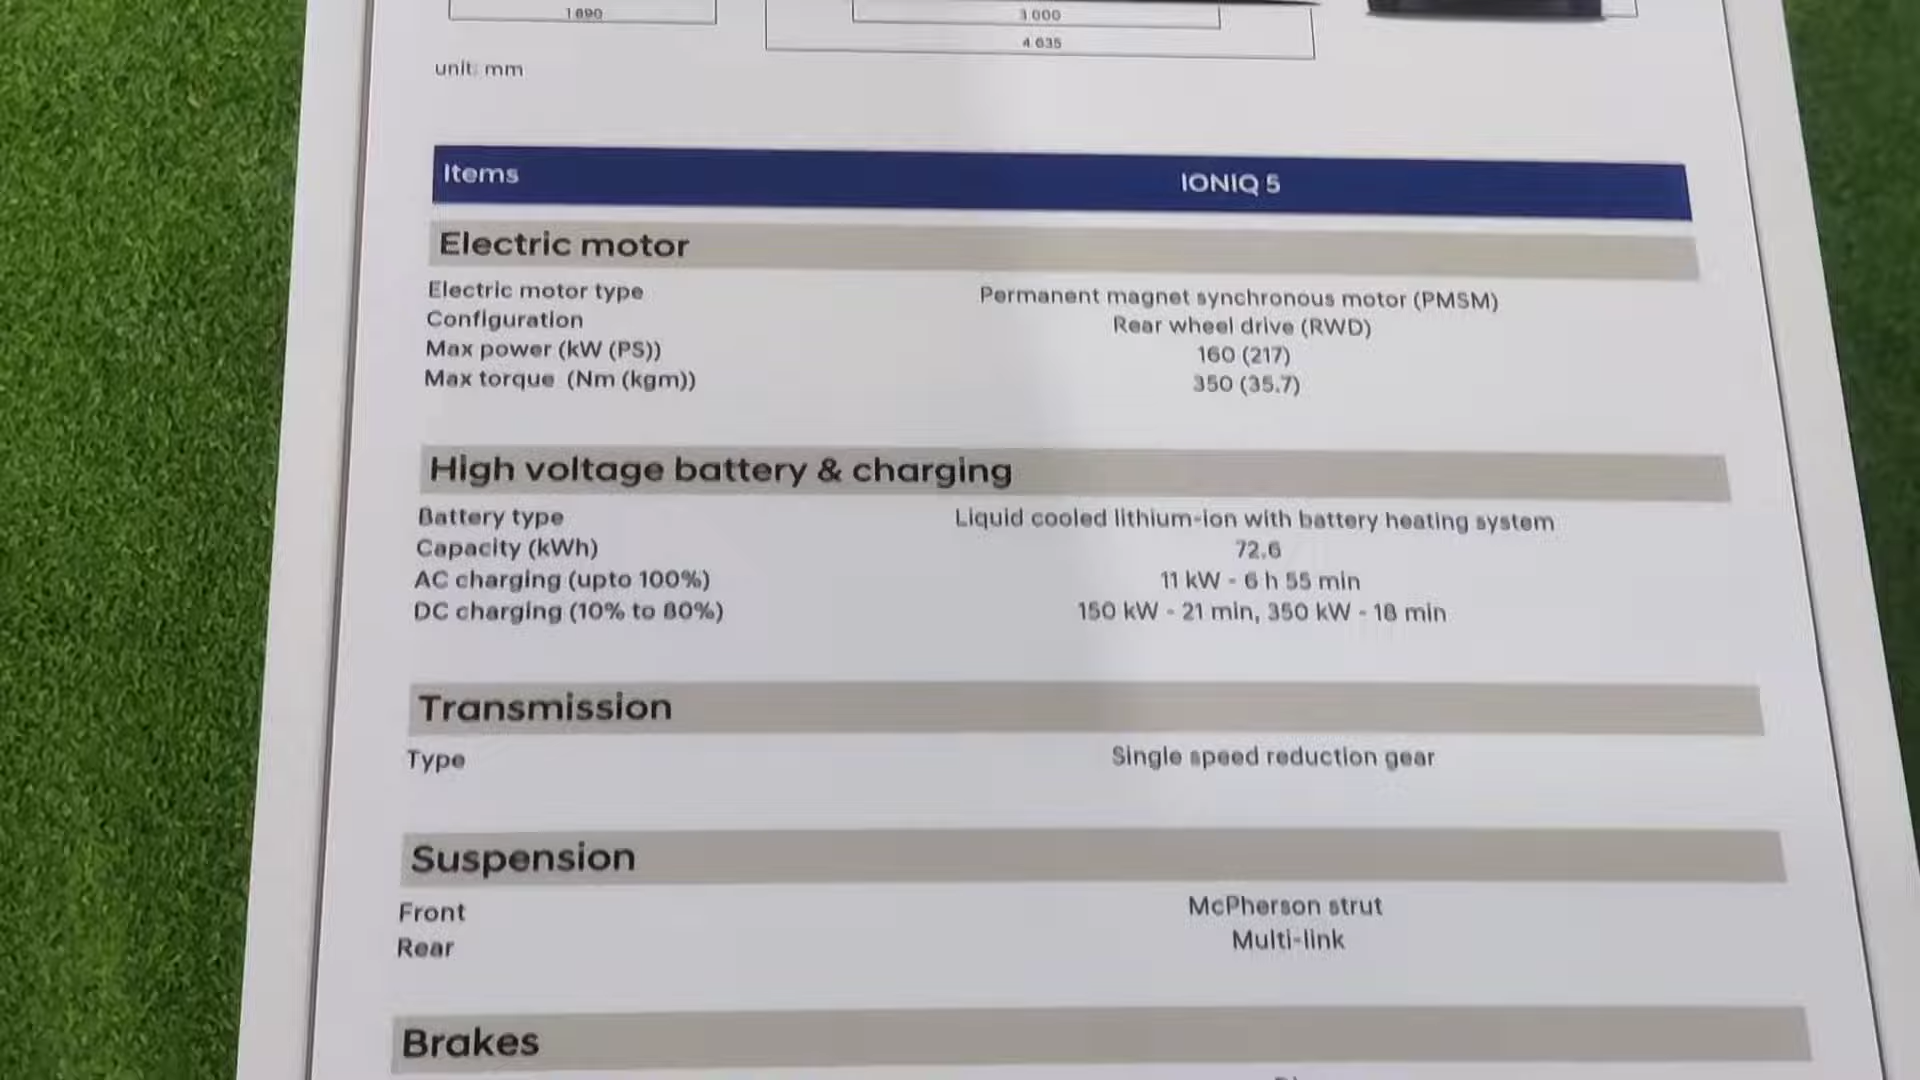 1 890
3 000
4 635
unit: mm
Items IONIQ 5
Electric motor
Electric motor type Permanent magnet synchronous motor (PMSM)
Configuration Rear wheel drive (RWD)
Max power (kW (PS)) 160 (217)
Max torque (Nm (kgm)) 350 (35.7)
High voltage battery & charging
Battery type Liquid cooled lithium-ion with battery heating system
Capacity (kWh) 72.6
AC charging (upto 100%) 11 kW - 6 h 55 min
DC charging (10% to 80%) 150 kW - 21 min, 350 kW - 18 min
Transmission
Type Single speed reduction gear
Suspension
Front McPherson strut
Rear Multi-link
Brakes